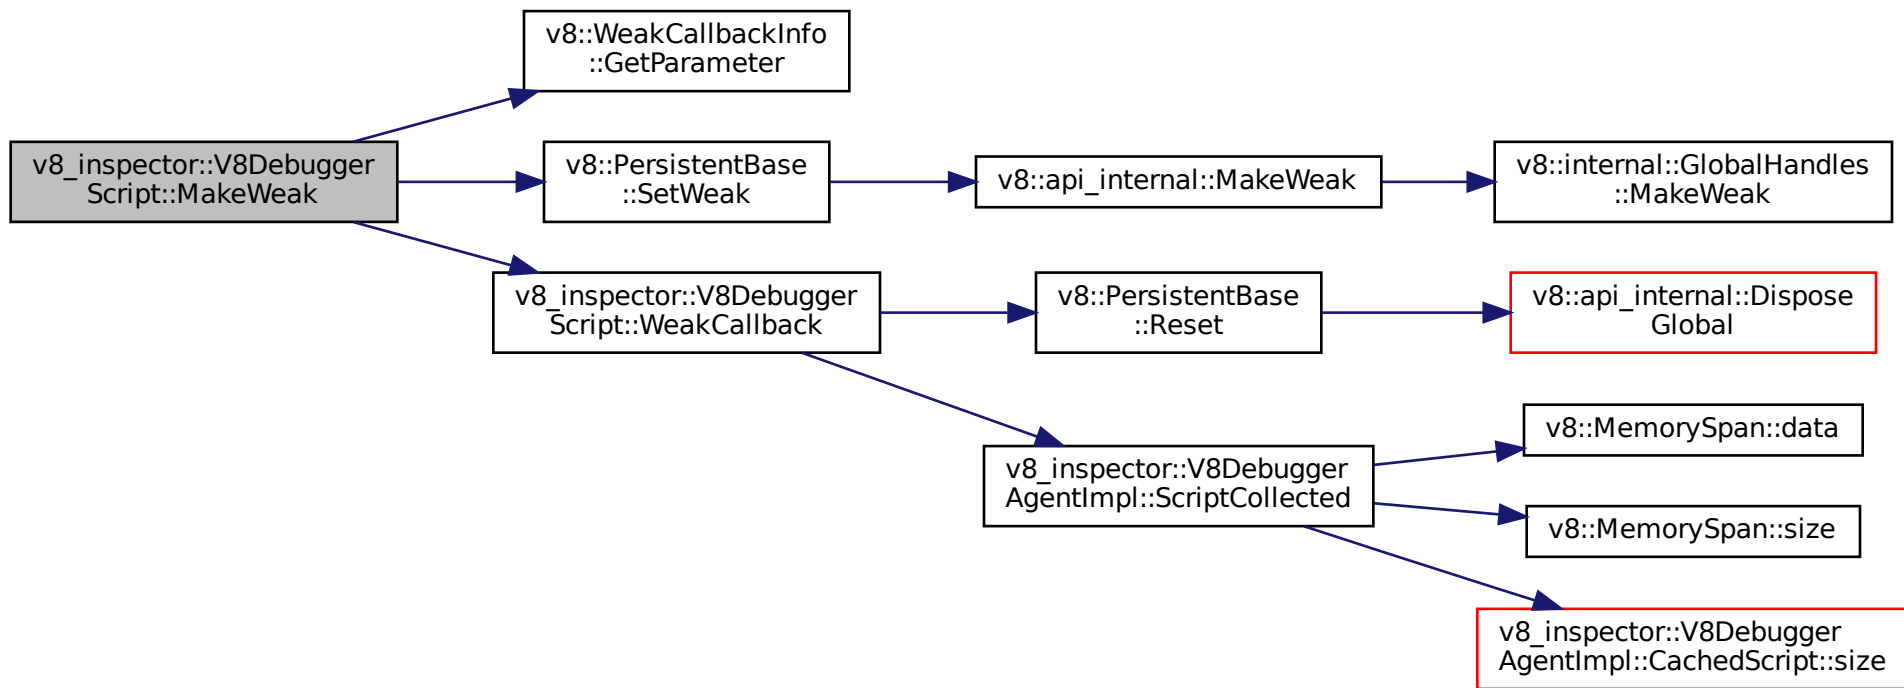 v8::WeakCallbackInfo
::GetParameter
v8_inspector::V8Debugger
Script::MakeWeak
v8::PersistentBase
::SetWeak
v8::api_internal::MakeWeak
v8::internal::GlobalHandles
::MakeWeak
v8_inspector::V8Debugger
Script::WeakCallback
v8::PersistentBase
::Reset
v8::api_internal::Dispose
Global
v8_inspector::V8Debugger
AgentImpl::ScriptCollected
v8::MemorySpan::data
v8::MemorySpan::size
v8_inspector::V8Debugger
AgentImpl::CachedScript::size